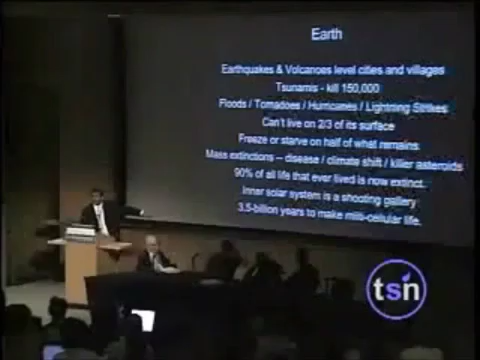 Earth
Earthquakes & Volcanoes level cities and villages
Tsunamis - kill 150,000
Floods / Tornadoes / Hurricanes / Lightning Strikes
Can't live on 2/3 of its surface
Freeze or starve on half of what remains
Mass extinctions – disease / climate shift / killer asteroids
90% of all life that ever lived is now extinct.
Inner solar system is a shooting gallery
3.5-billion years to make multi-cellular life.
tsn